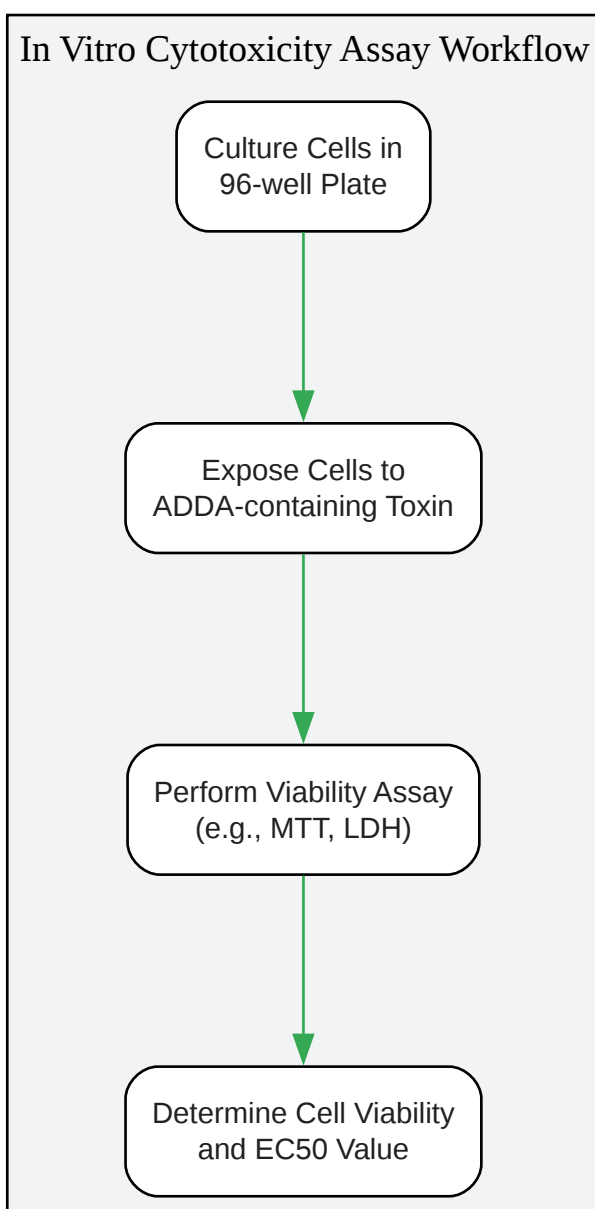 In Vitro Cytotoxicity Assay Workflow
Culture Cells in
96-well Plate
Expose Cells to
ADDA-containing Toxin
Perform Viability Assay
(e.g., MTT, LDH)
Determine Cell Viability
and EC50 Value